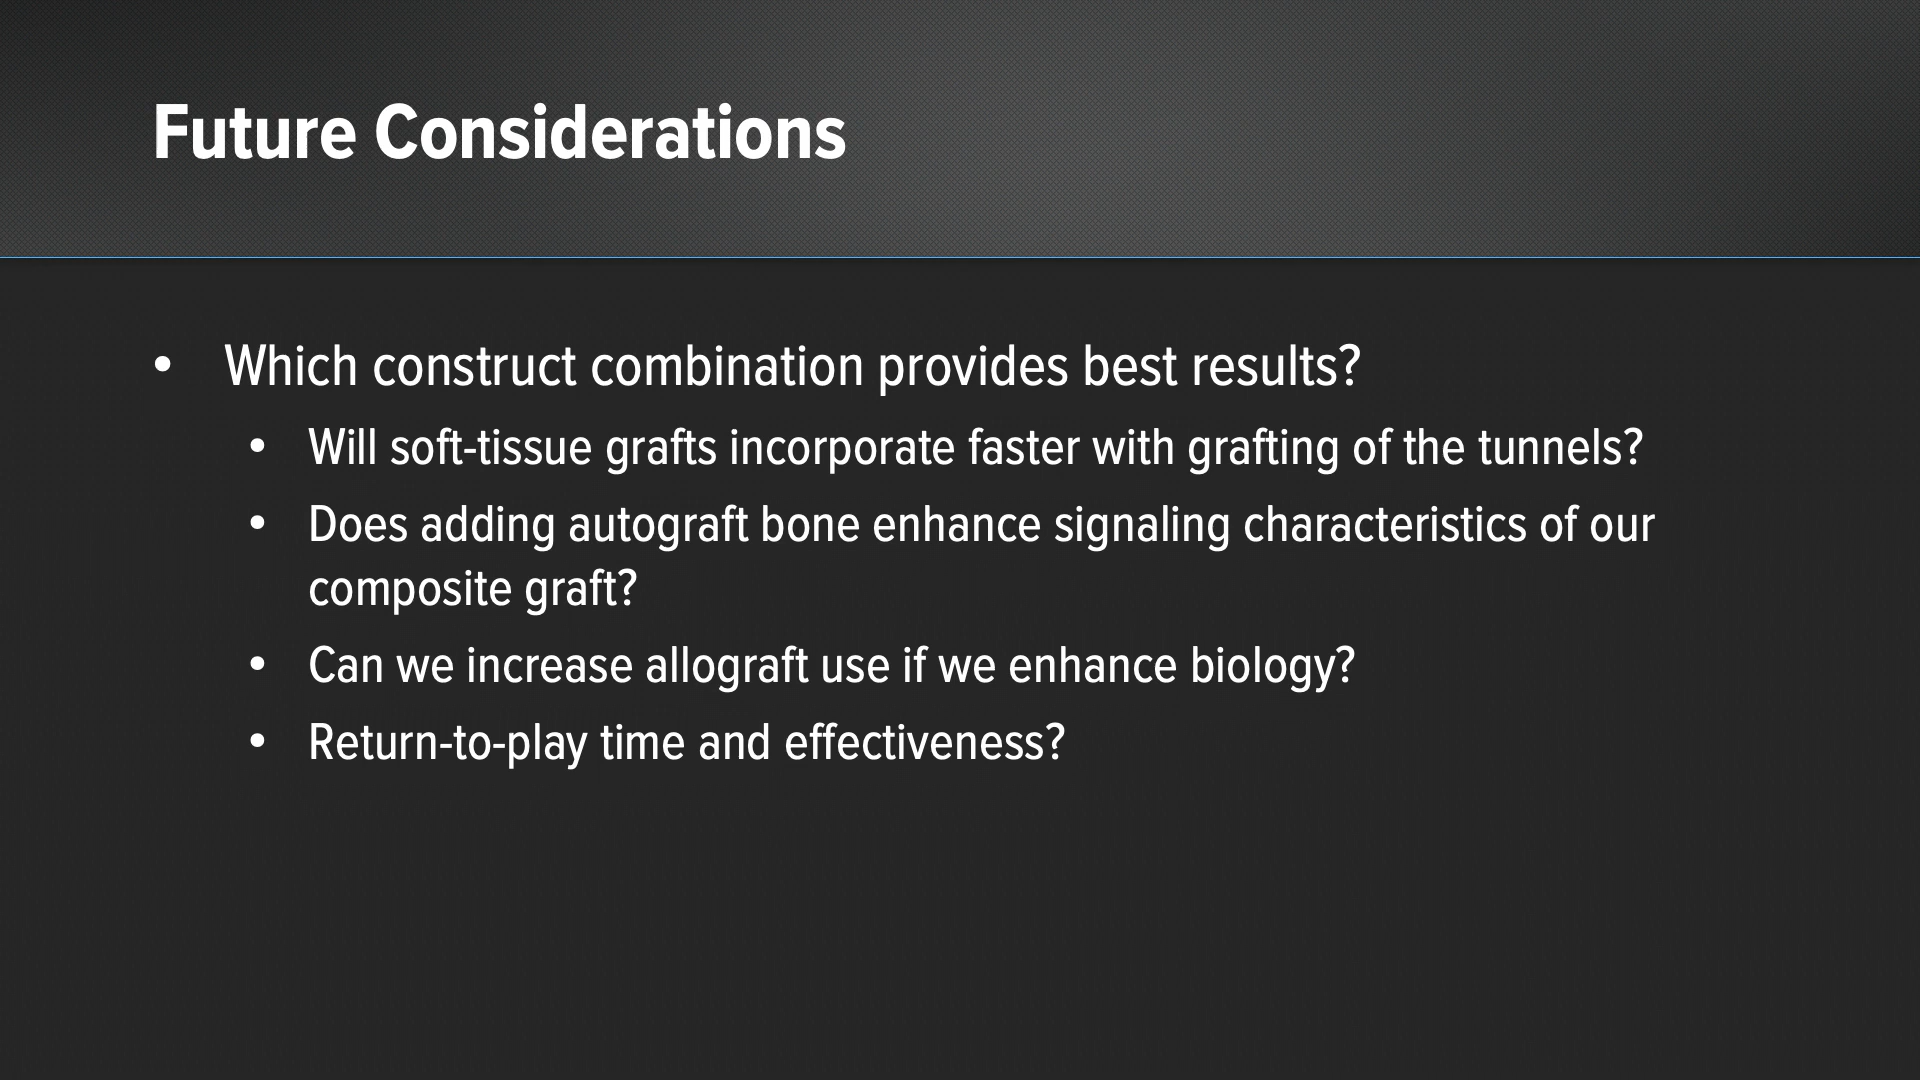 Future Considerations
• Which construct combination provides best results?
• Will soft-tissue grafts incorporate faster with grafting of the tunnels?
• Does adding autograft bone enhance signaling characteristics of our
composite graft?
• Can we increase allograft use if we enhance biology?
• Return-to-play time and effectiveness?